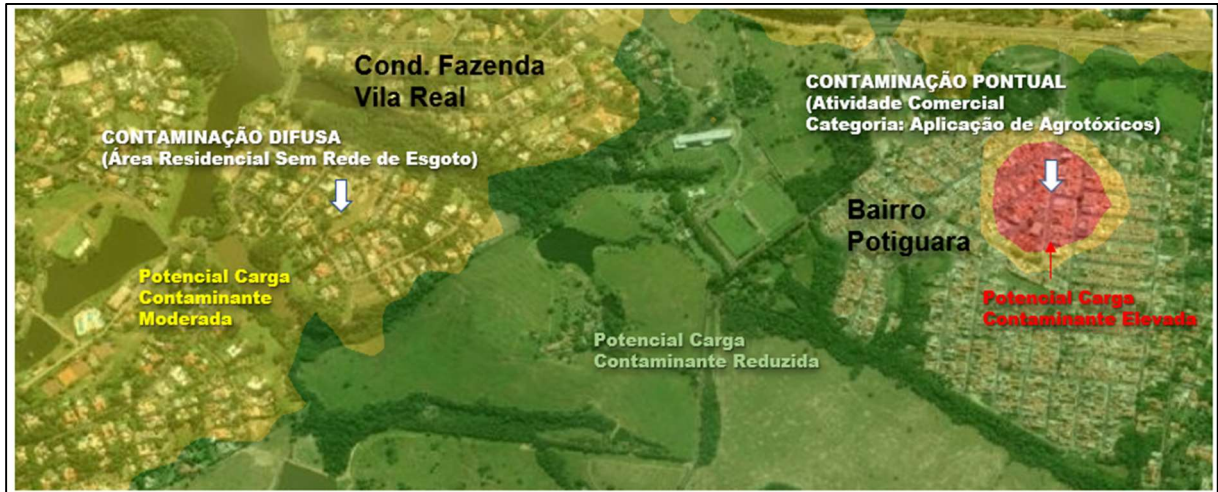 Cond. Fazenda
Vila Real
CONTAMINAÇÃO DIFUSA
(Área Residencial Sem Rede de Esgoto)
Potencial Carga
Contaminante
Moderada
CONTAMINAÇÃO PONTUAL
(Atividade Comercial
Categoria: Aplicação de Agrotóxicos)
Bairro
Potiguara
Potencial Carga
Contaminante Elevada
Potencial Carga
Contaminante Reduzida